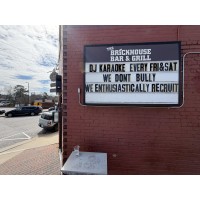 THE
BRICKHOUSE
BAR & GRILL
DJ KARAOKE EVERY FRI&SAT
WE DONT BULLY
WE ENTHUSIASTICALLY RECRUIT